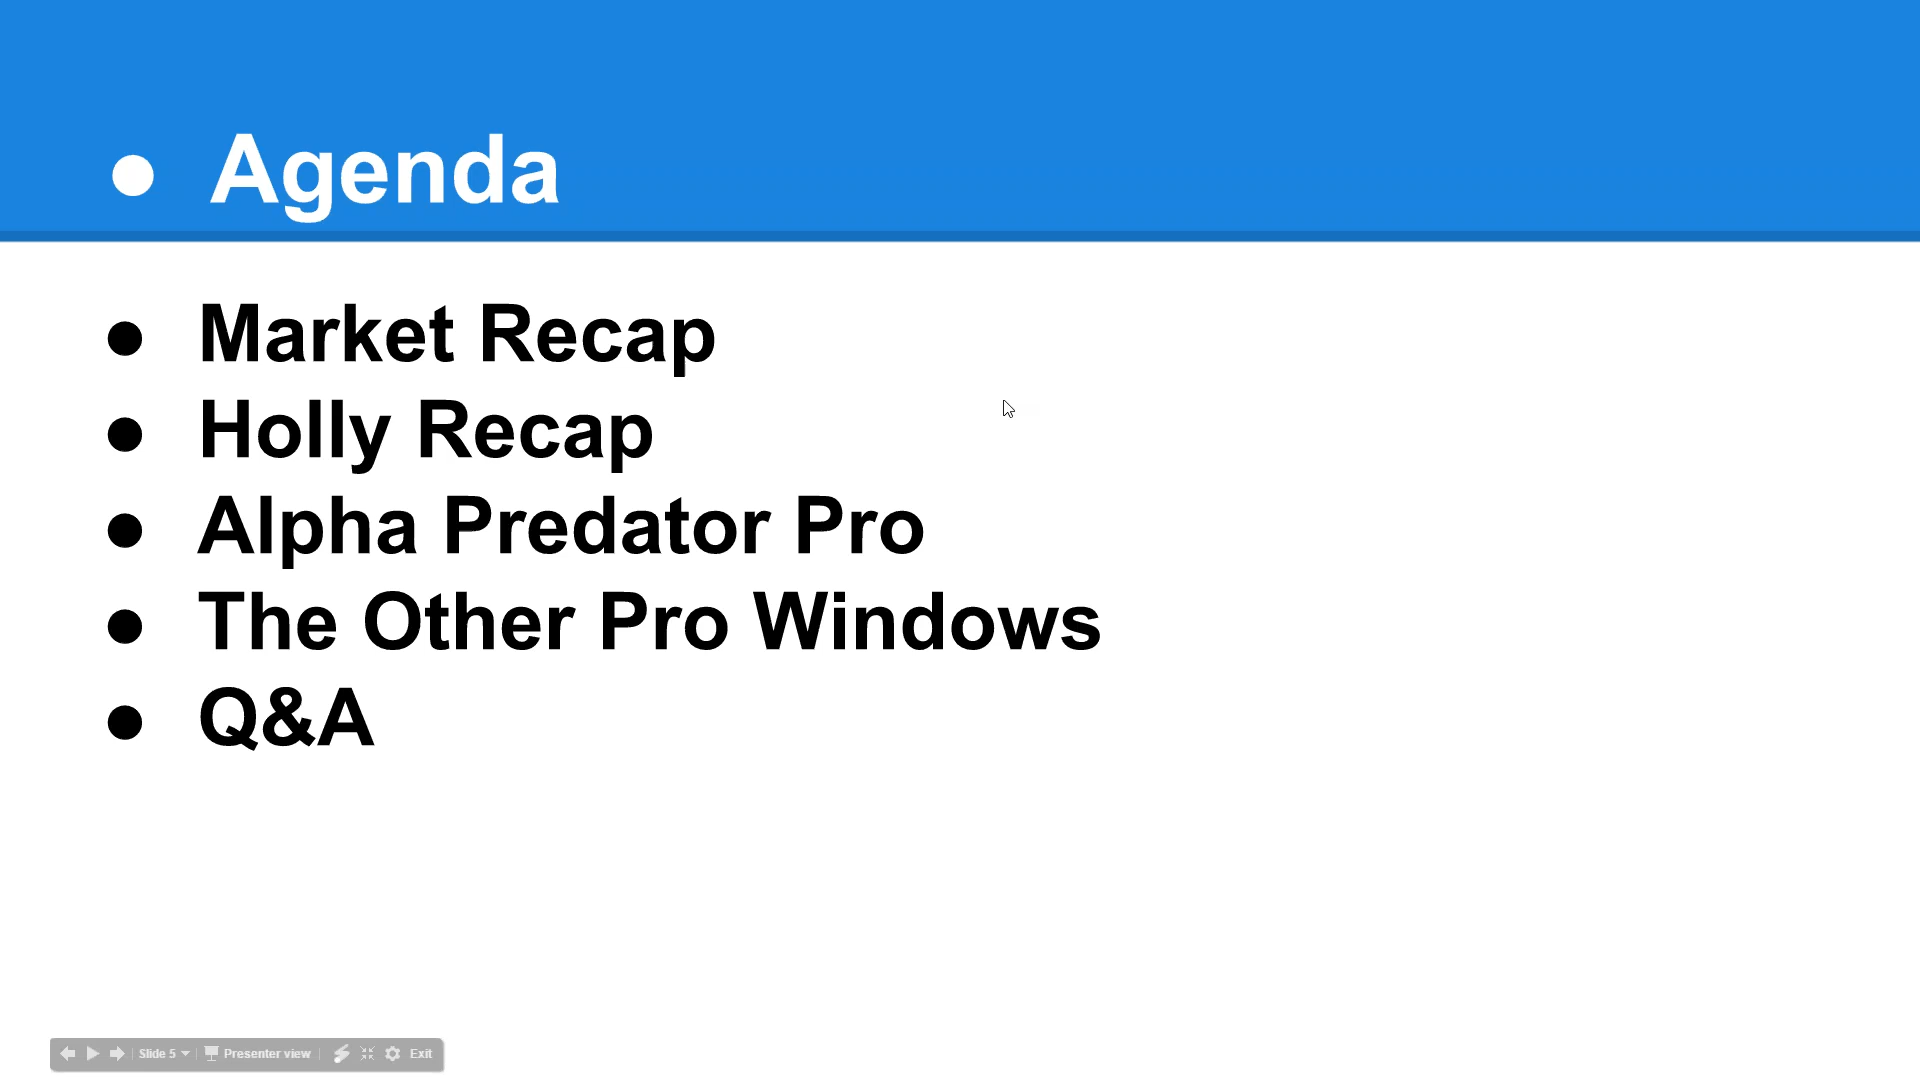 ● Agenda
● Market Recap
● Holly Recap
● Alpha Predator Pro
● The Other Pro Windows
● Q&A
Slide 5 Presenter view Exit